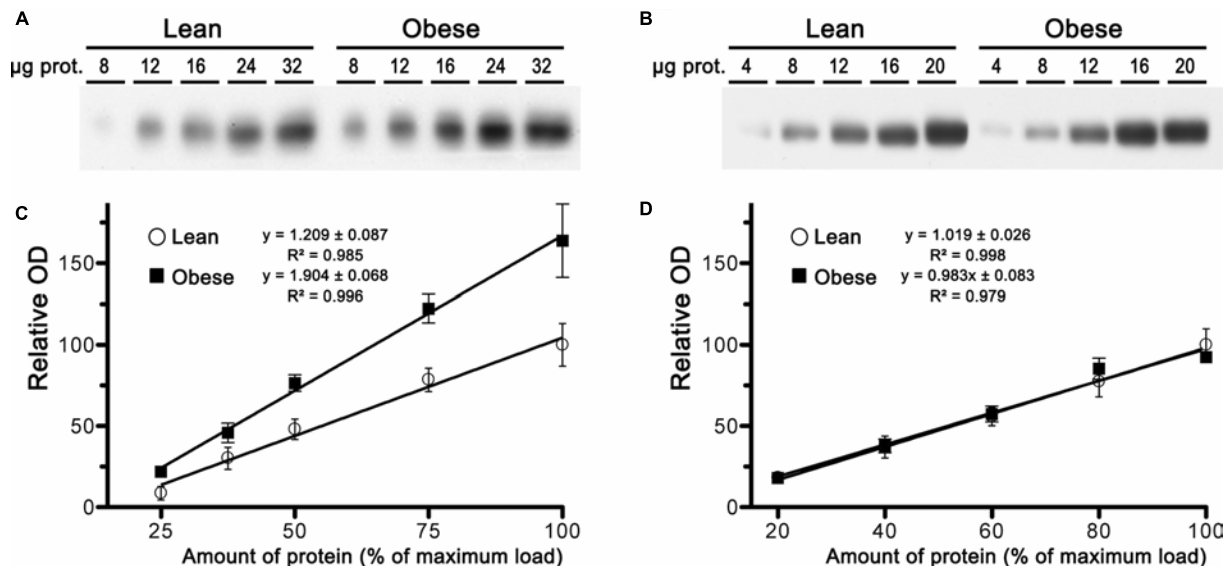 A
Lean Obese
µg prot. 8 12 16 24 32 8 12 16 24 32
B
Lean Obese
µg prot. 4 8 12 16 20 4 8 12 16 20
C
Lean y = 1.209 ± 0.087
R² = 0.985
Obese y = 1.904 ± 0.068
R² = 0.996
Relative OD
150
100
50
0
25 50 75 100
Amount of protein (% of maximum load)
D
Lean y = 1.019 ± 0.026
R² = 0.998
Obese y = 0.983x ± 0.083
R² = 0.979
Relative OD
150
100
50
0
20 40 60 80 100
Amount of protein (% of maximum load)